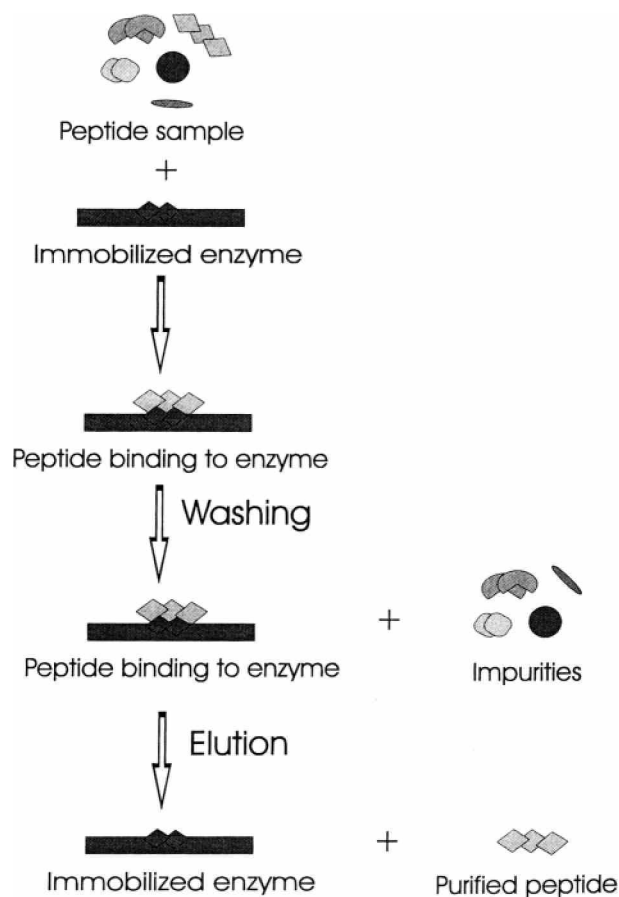 Peptide sample
+
Immobilized enzyme
Peptide binding to enzyme
Washing
+
Peptide binding to enzyme
Impurities
Elution
+
Immobilized enzyme
Purified peptide